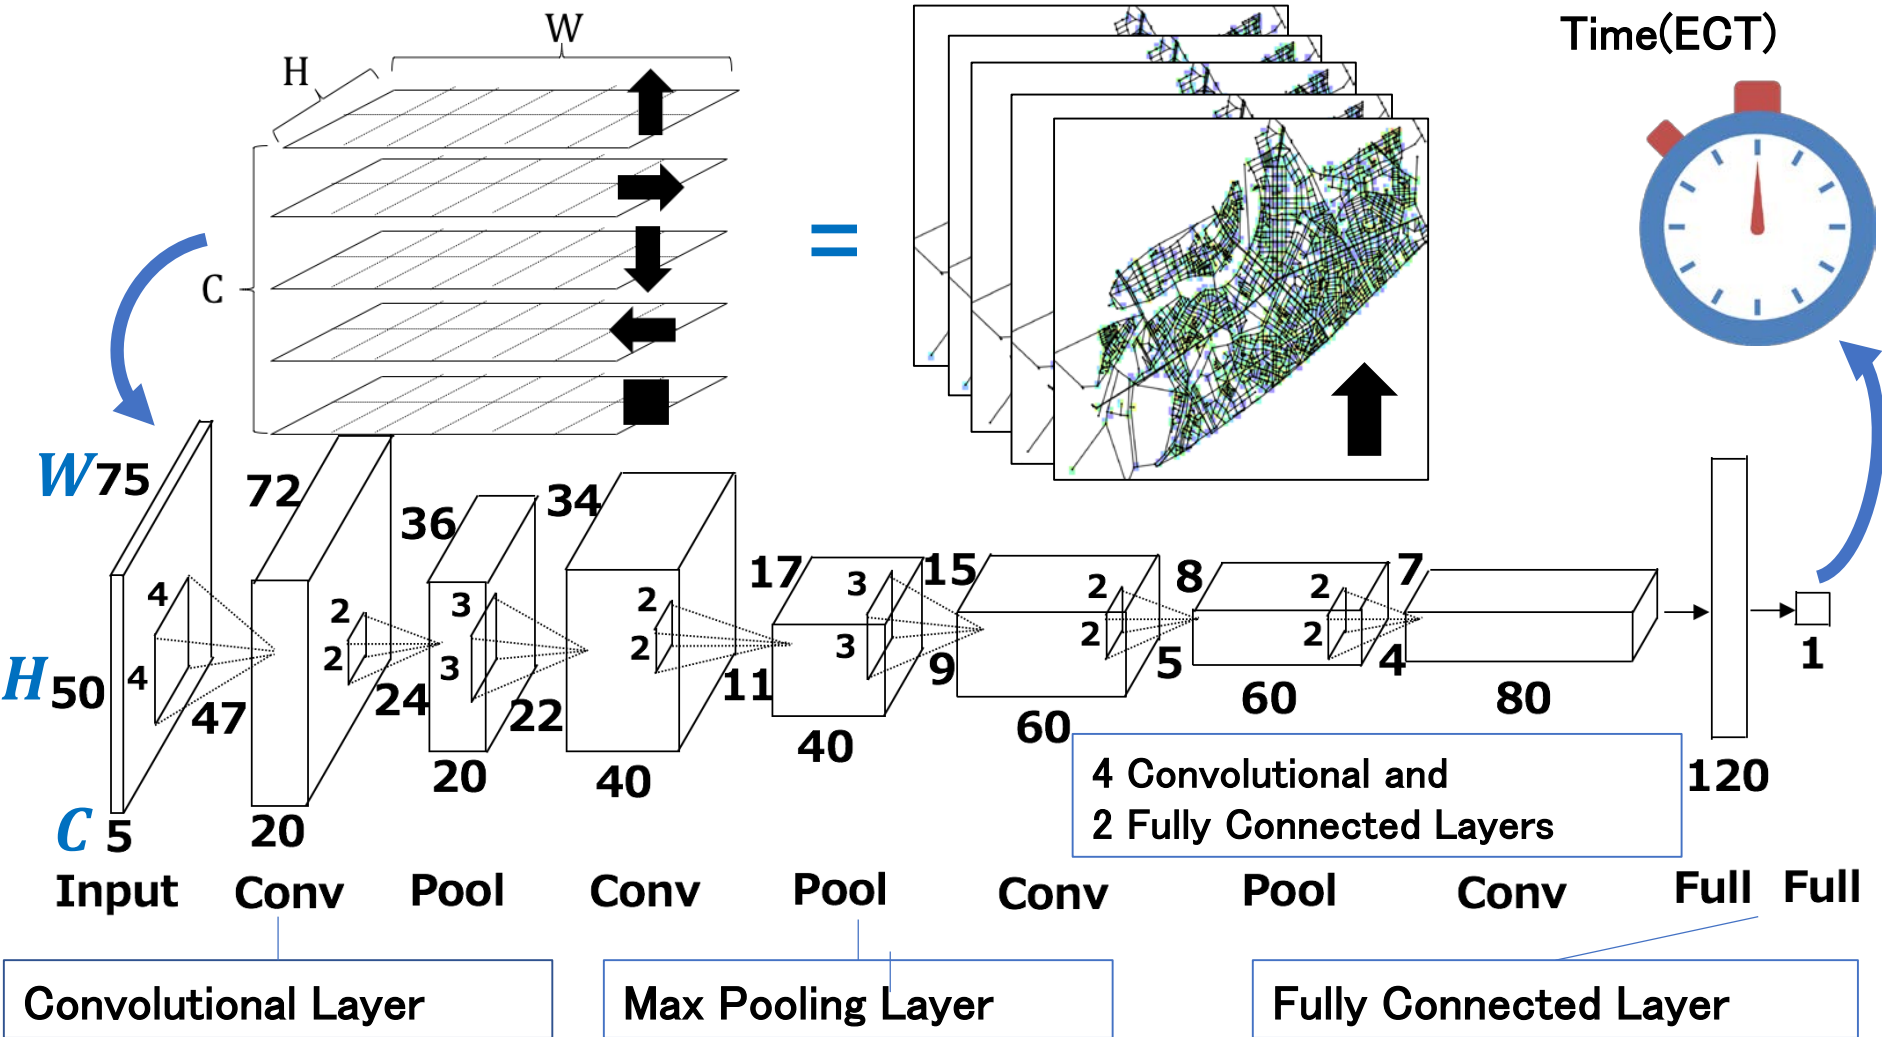 W
H
C
=
Time(ECT)
W 75
72
36
34
17
15
8
7
4
4
2
2
3
3
2
2
3
3
2
2
2
2
H 50
47
24
22
11
9
5
4
1
C 5
20
20
40
40
60
60
80
120
4 Convolutional and
2 Fully Connected Layers
Input Conv Pool Conv Pool Conv Pool Conv Full Full
Convolutional Layer
Max Pooling Layer
Fully Connected Layer